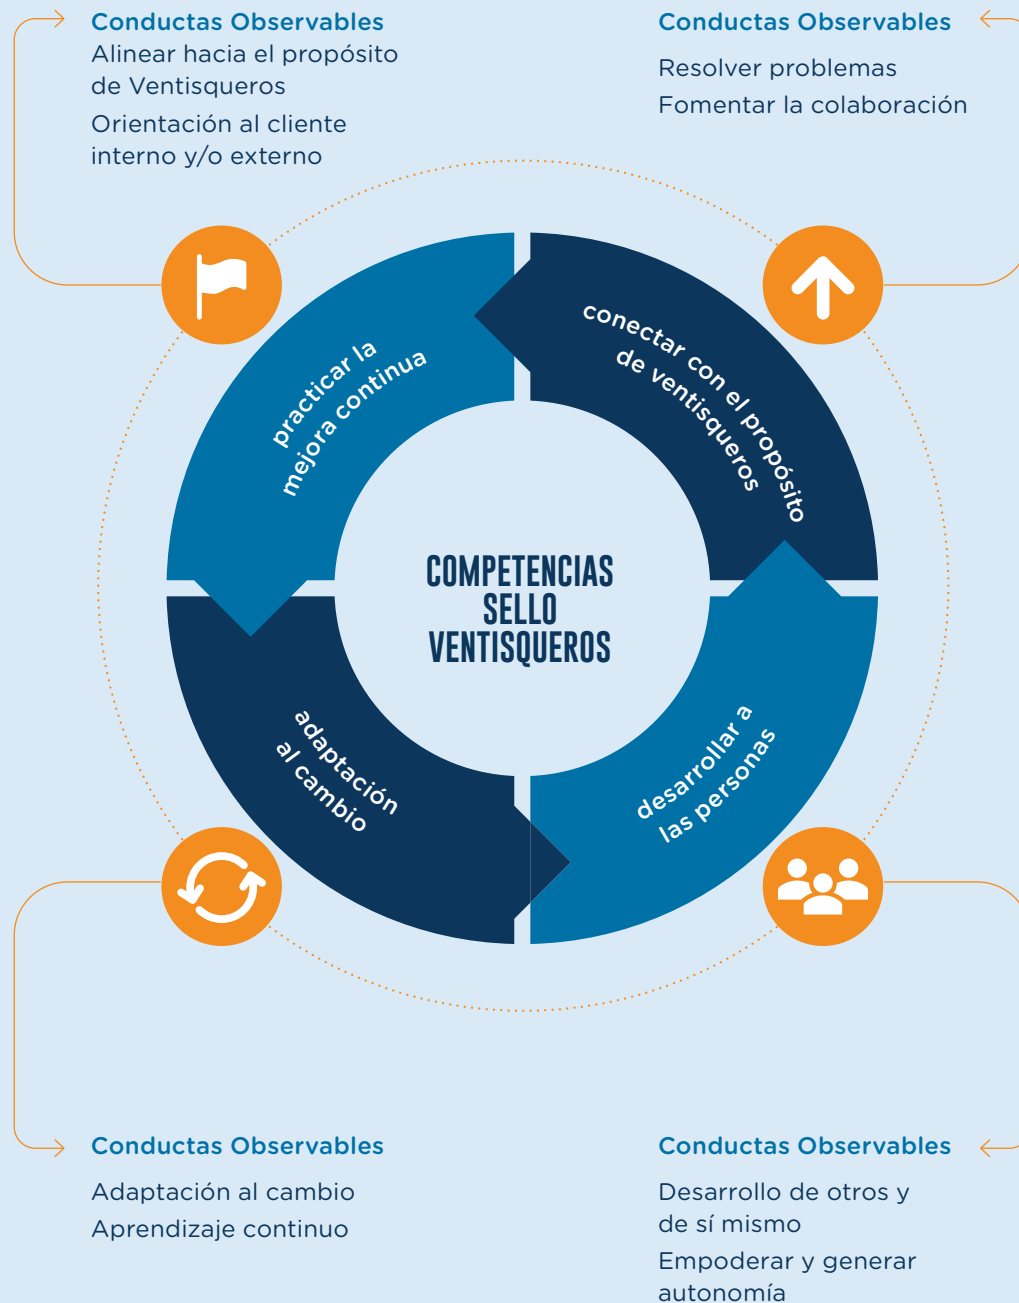 Conductas Observables
Alinear hacia el propósito
de Ventisqueros
Orientación al cliente
interno y/o externo
Conductas Observables
Resolver problemas
Fomentar la colaboración
practicar la
mejora continua
conectar con el propósito
de ventisqueros
COMPETENCIAS
SELLO
VENTISQUEROS
adaptación
al cambio
desarrollar a
las personas
Conductas Observables
Adaptación al cambio
Aprendizaje continuo
Conductas Observables
Desarrollo de otros y
de sí mismo
Empoderar y generar
autonomía